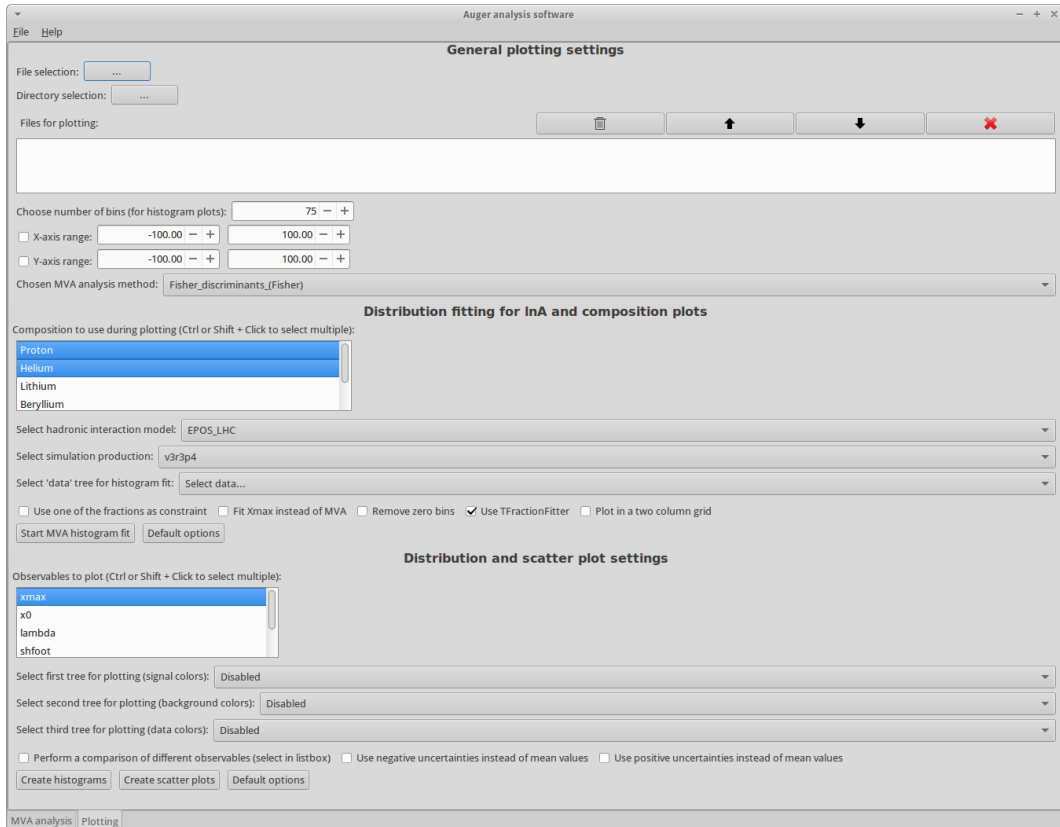 Auger analysis software
File Help
General plotting settings
File selection: ...
Directory selection: ...
Files for plotting:
Choose number of bins (for histogram plots): 75 − +
X-axis range: -100.00 − + 100.00 − +
Y-axis range: -100.00 − + 100.00 − +
Chosen MVA analysis method: Fisher_discriminants_(Fisher)
Distribution fitting for lnA and composition plots
Composition to use during plotting (Ctrl or Shift + Click to select multiple):
Proton
Helium
Lithium
Beryllium
Select hadronic interaction model: EPOS_LHC
Select simulation production: v3r3p4
Select 'data' tree for histogram fit: Select data...
Use one of the fractions as constraint Fit Xmax instead of MVA Remove zero bins Use TFractionFitter Plot in a two column grid
Start MVA histogram fit Default options
Distribution and scatter plot settings
Observables to plot (Ctrl or Shift + Click to select multiple):
xmax
x0
lambda
shfoot
Select first tree for plotting (signal colors): Disabled
Select second tree for plotting (background colors): Disabled
Select third tree for plotting (data colors): Disabled
Perform a comparison of different observables (select in listbox) Use negative uncertainties instead of mean values Use positive uncertainties instead of mean values
Create histograms Create scatter plots Default options
MVA analysis Plotting